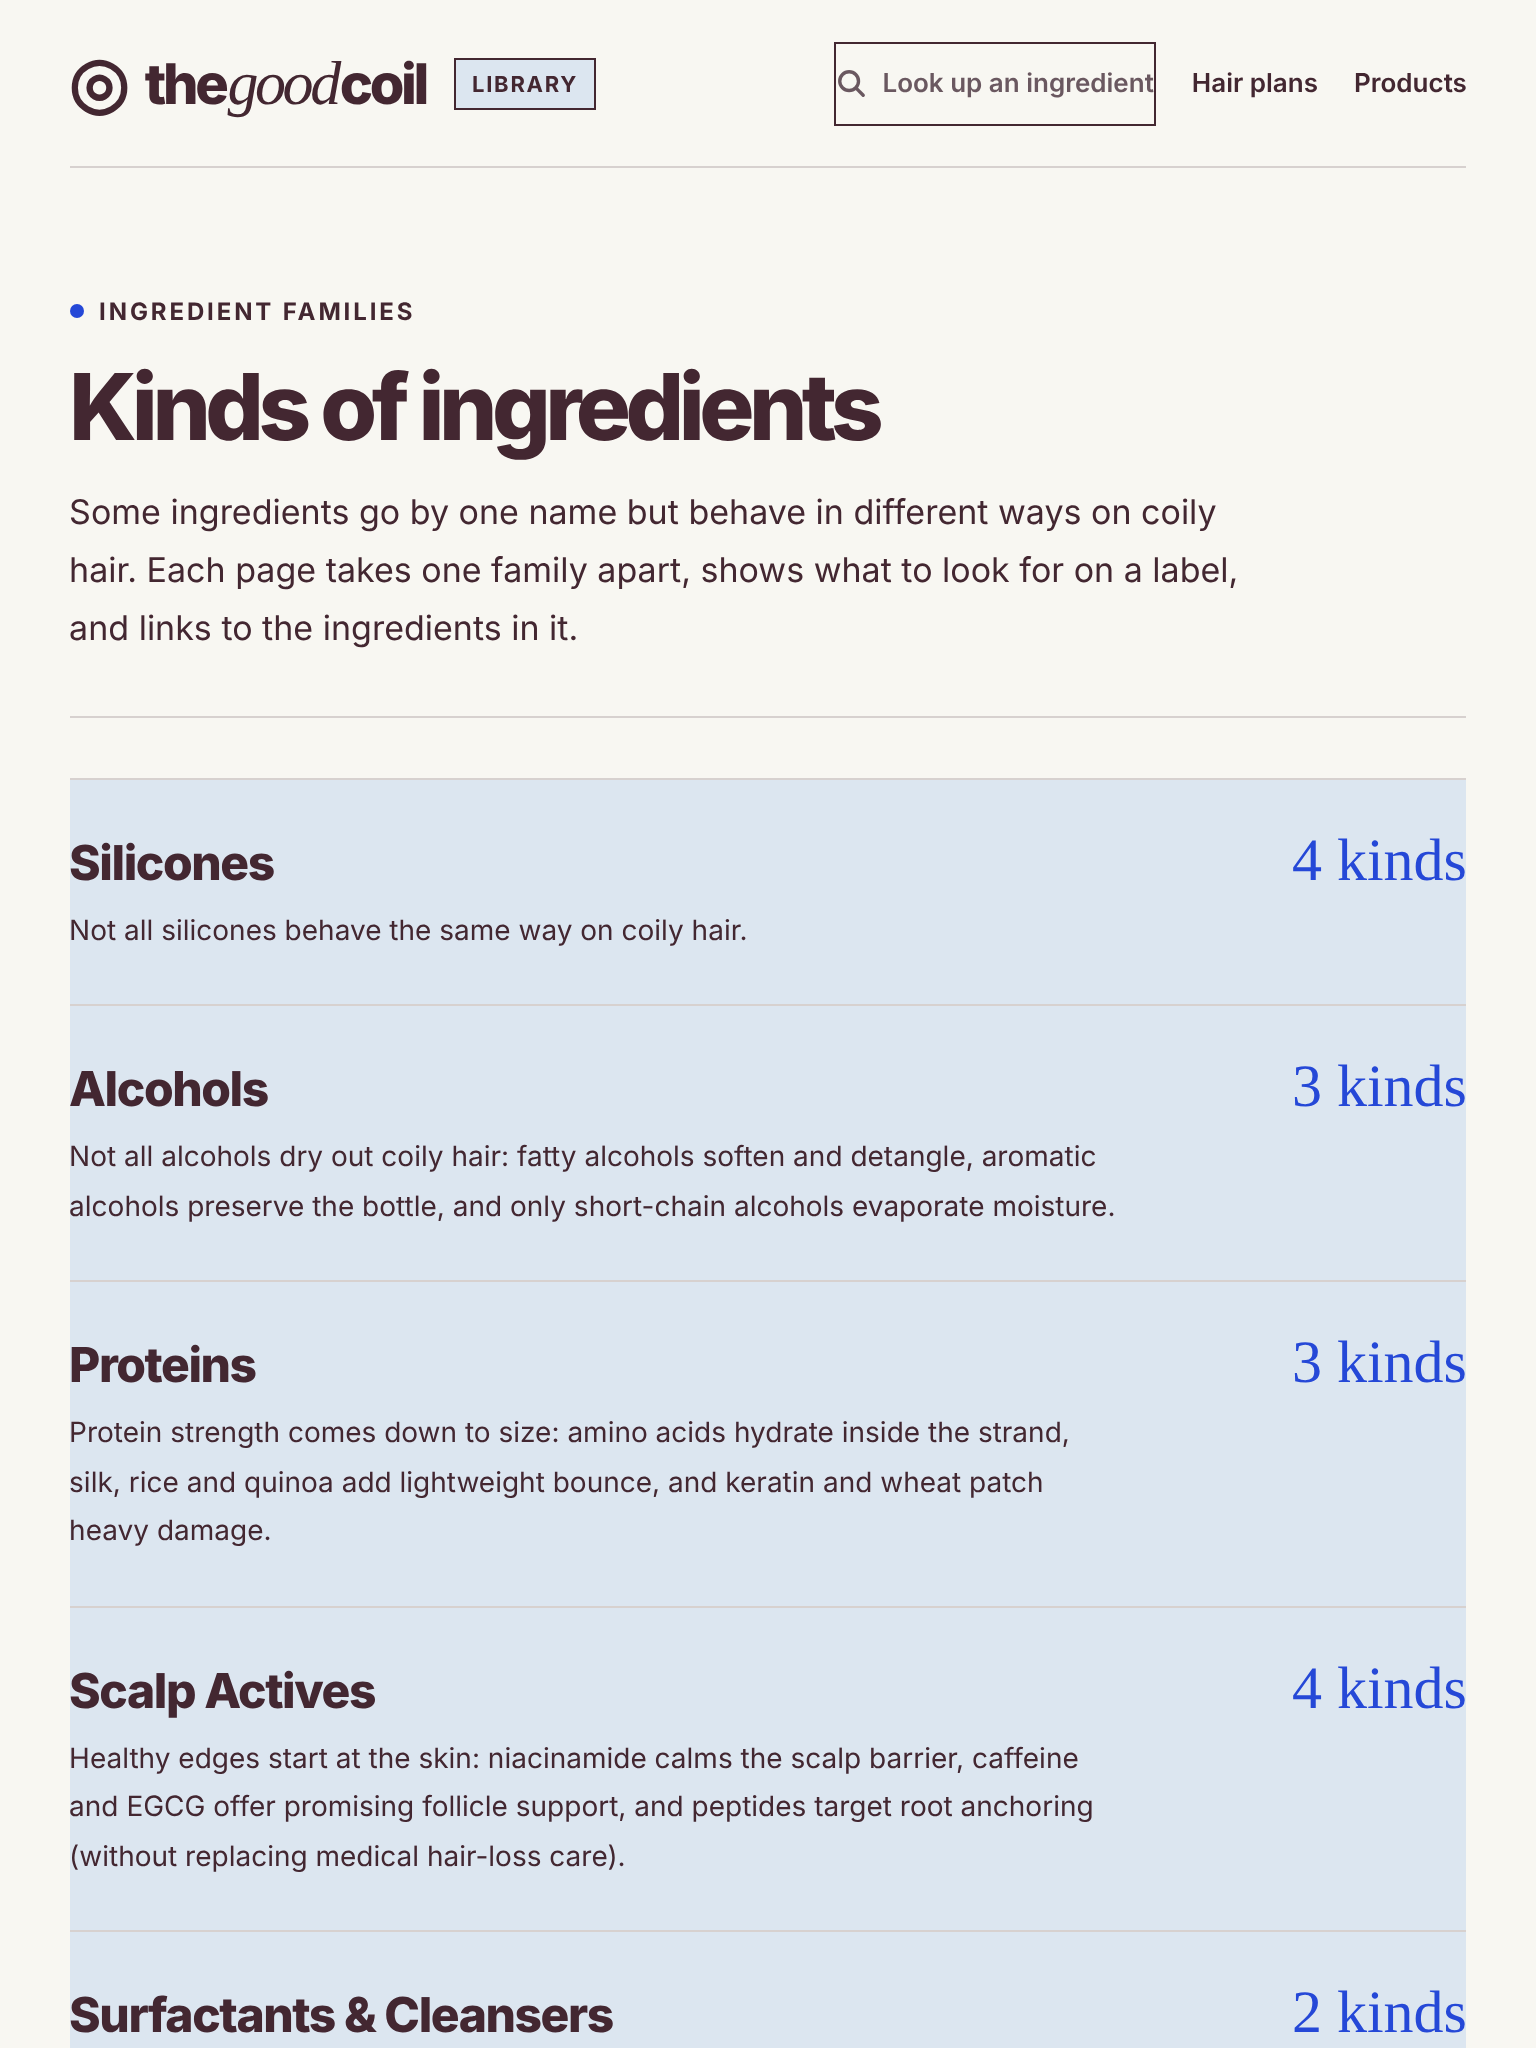 thegoodcoil LIBRARY Look up an ingredient Hair plans Products
INGREDIENT FAMILIES
Kinds of ingredients
Some ingredients go by one name but behave in different ways on coily
hair. Each page takes one family apart, shows what to look for on a label,
and links to the ingredients in it.
Silicones 4 kinds
Not all silicones behave the same way on coily hair.
Alcohols 3 kinds
Not all alcohols dry out coily hair: fatty alcohols soften and detangle, aromatic
alcohols preserve the bottle, and only short-chain alcohols evaporate moisture.
Proteins 3 kinds
Protein strength comes down to size: amino acids hydrate inside the strand,
silk, rice and quinoa add lightweight bounce, and keratin and wheat patch
heavy damage.
Scalp Actives 4 kinds
Healthy edges start at the skin: niacinamide calms the scalp barrier, caffeine
and EGCG offer promising follicle support, and peptides target root anchoring
(without replacing medical hair-loss care).
Surfactants & Cleansers 2 kinds